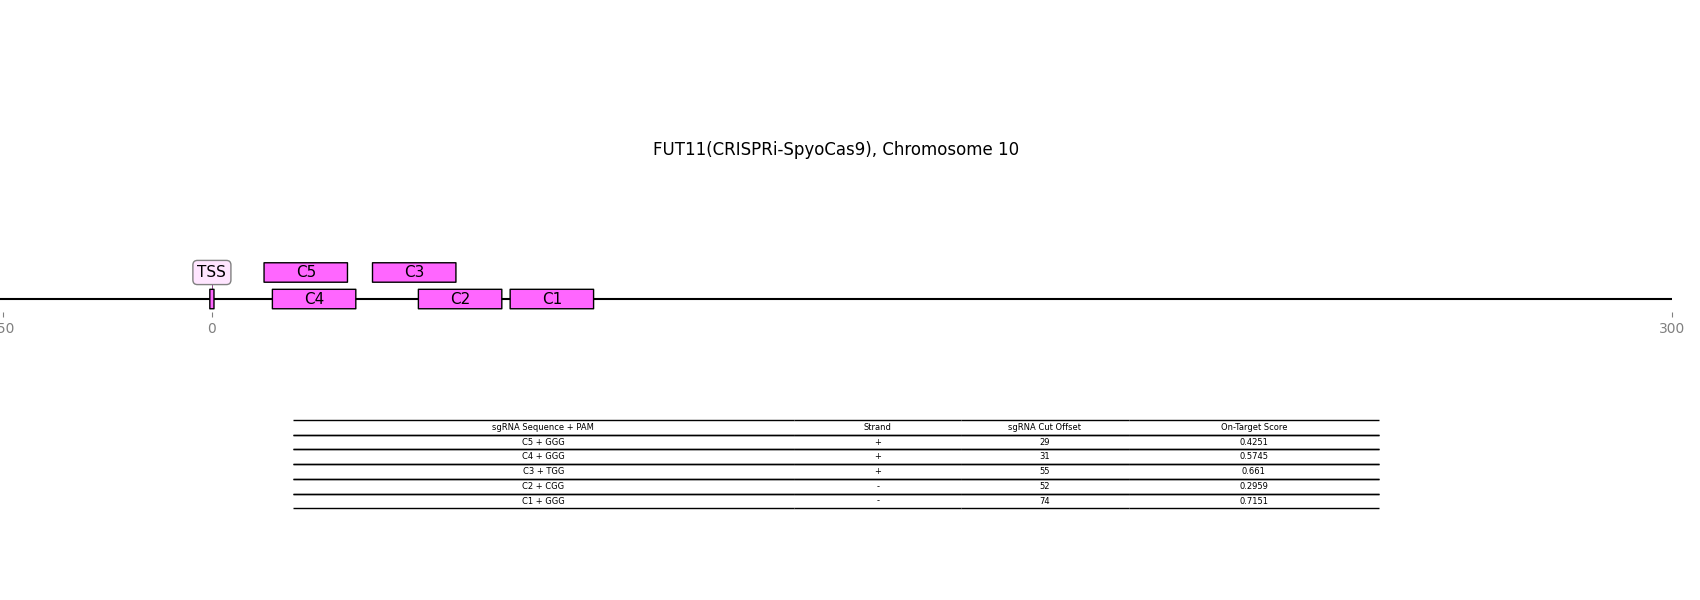 FUT11(CRISPRi-SpyoCas9), Chromosome 10
TSS C5 C3
C4 C2 C1
50 0 300
sgRNA Sequence + PAM Strand sgRNA Cut Offset On-Target Score
C5 + GGG + 29 0.4251
C4 + GGG + 31 0.5745
C3 + TGG + 55 0.661
C2 + CGG - 52 0.2959
C1 + GGG - 74 0.7151